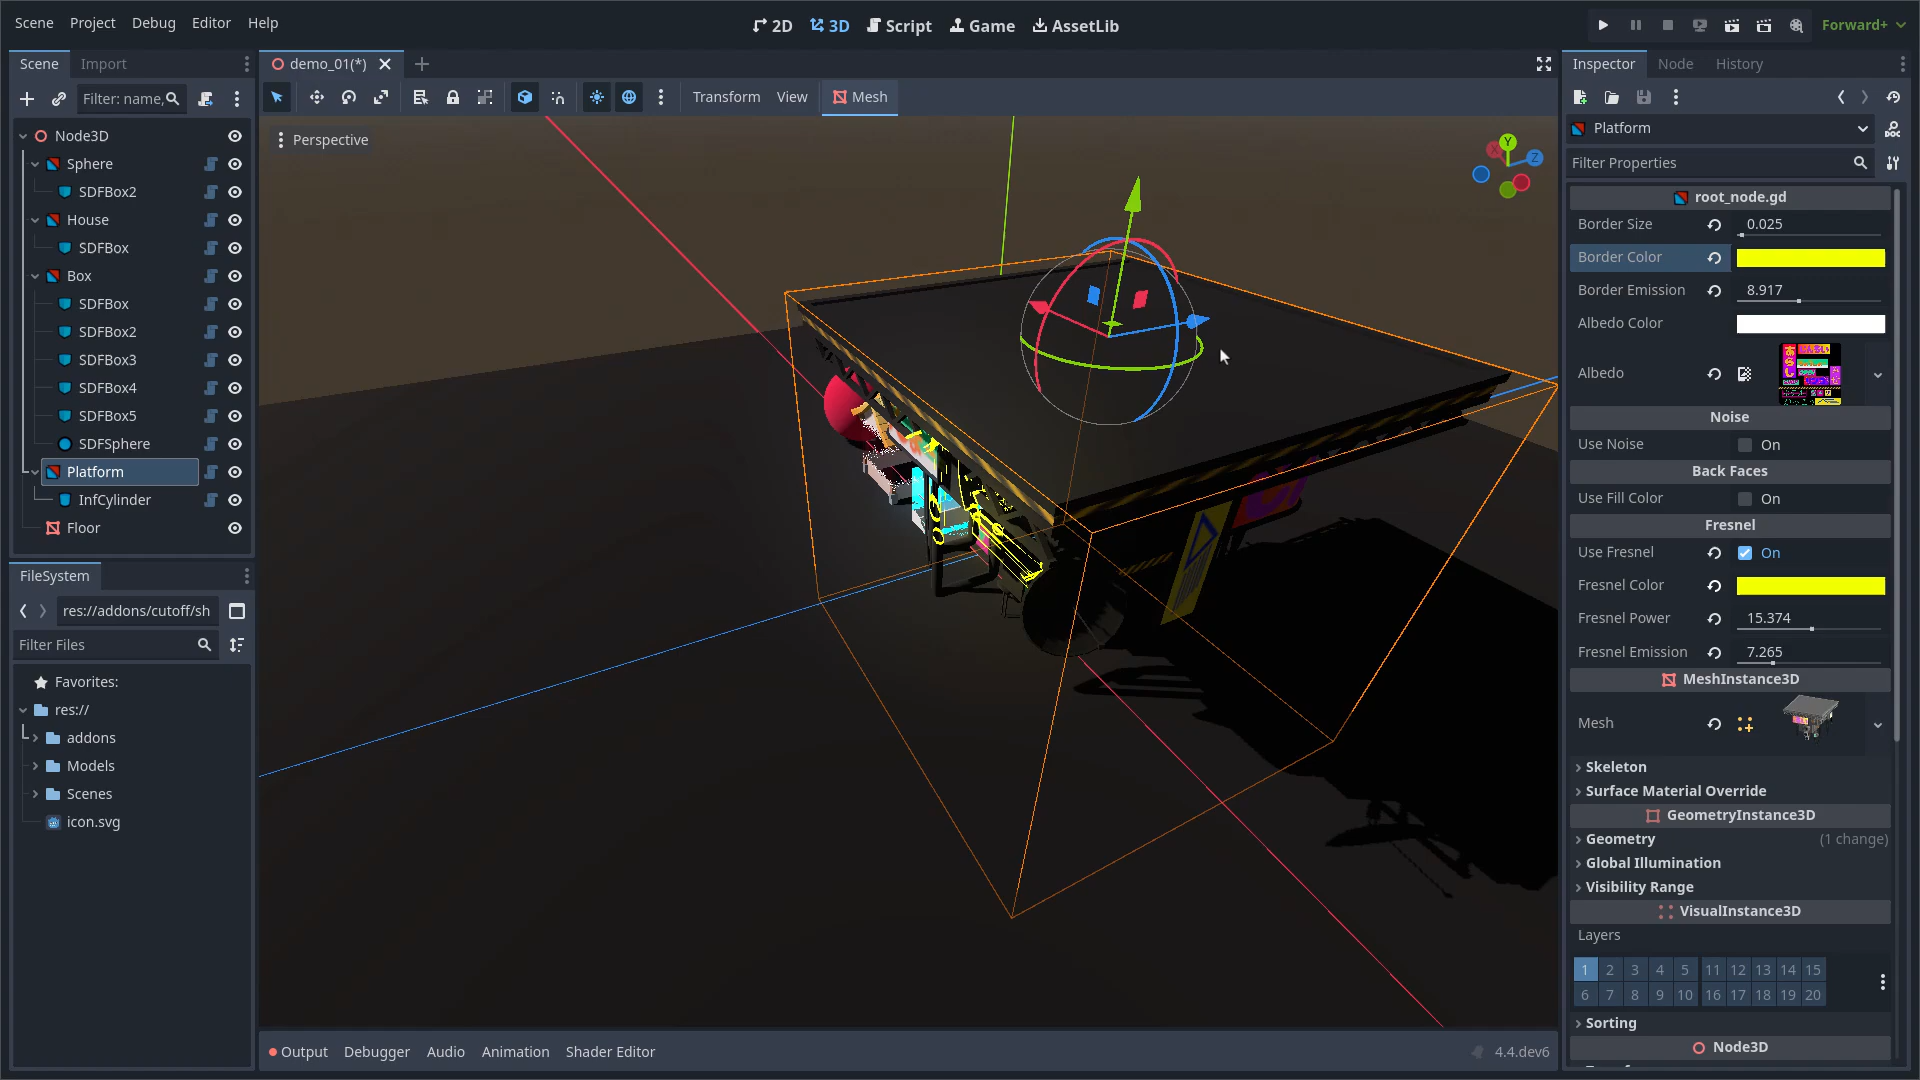 Scene Project Debug Editor Help
2D 3D Script Game AssetLib
Forward+
Scene Import
Filter: name,
Node3D
Sphere
SDFBox2
House
SDFBox
Box
SDFBox
SDFBox2
SDFBox3
SDFBox4
SDFBox5
SDFSphere
Platform
InfCylinder
Floor
FileSystem
res://addons/cutoff/sh
Filter Files
Favorites:
res://
addons
Models
Scenes
icon.svg
demo_01(*)
Transform View Mesh
Perspective
Y
Z
X
Output Debugger Audio Animation Shader Editor
4.4.dev6
Inspector Node History
Platform
Filter Properties
root_node.gd
Border Size 0.025
Border Color
Border Emission 8.917
Albedo Color
Albedo
Noise
Use Noise On
Back Faces
Use Fill Color On
Fresnel
Use Fresnel On
Fresnel Color
Fresnel Power 15.374
Fresnel Emission 7.265
MeshInstance3D
Mesh
Skeleton
Surface Material Override
GeometryInstance3D
Geometry (1 change)
Global Illumination
Visibility Range
VisualInstance3D
Layers
1 2 3 4 5 11 12 13 14 15
6 7 8 9 10 16 17 18 19 20
Sorting
Node3D